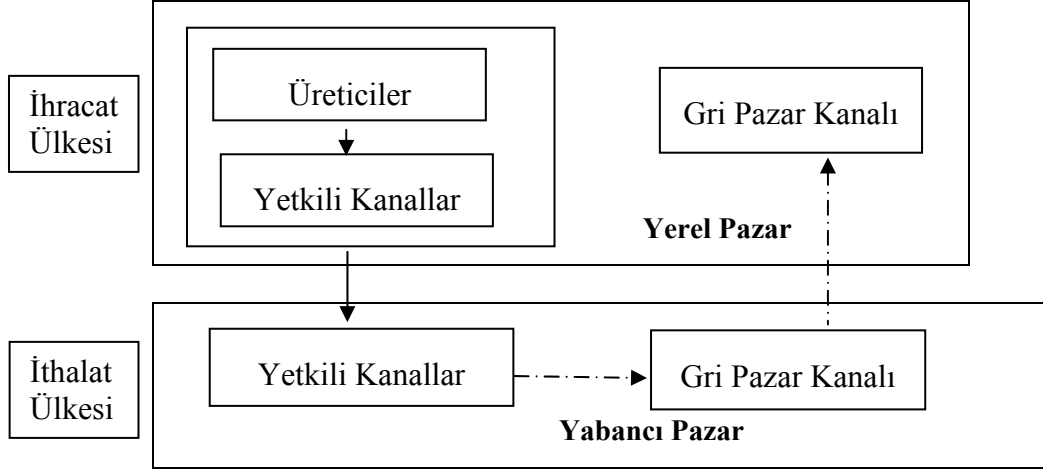 İhracat
Ülkesi
Üreticiler
Yetkili Kanallar
Gri Pazar Kanalı
Yerel Pazar
İthalat
Ülkesi
Yetkili Kanallar
Gri Pazar Kanalı
Yabancı Pazar